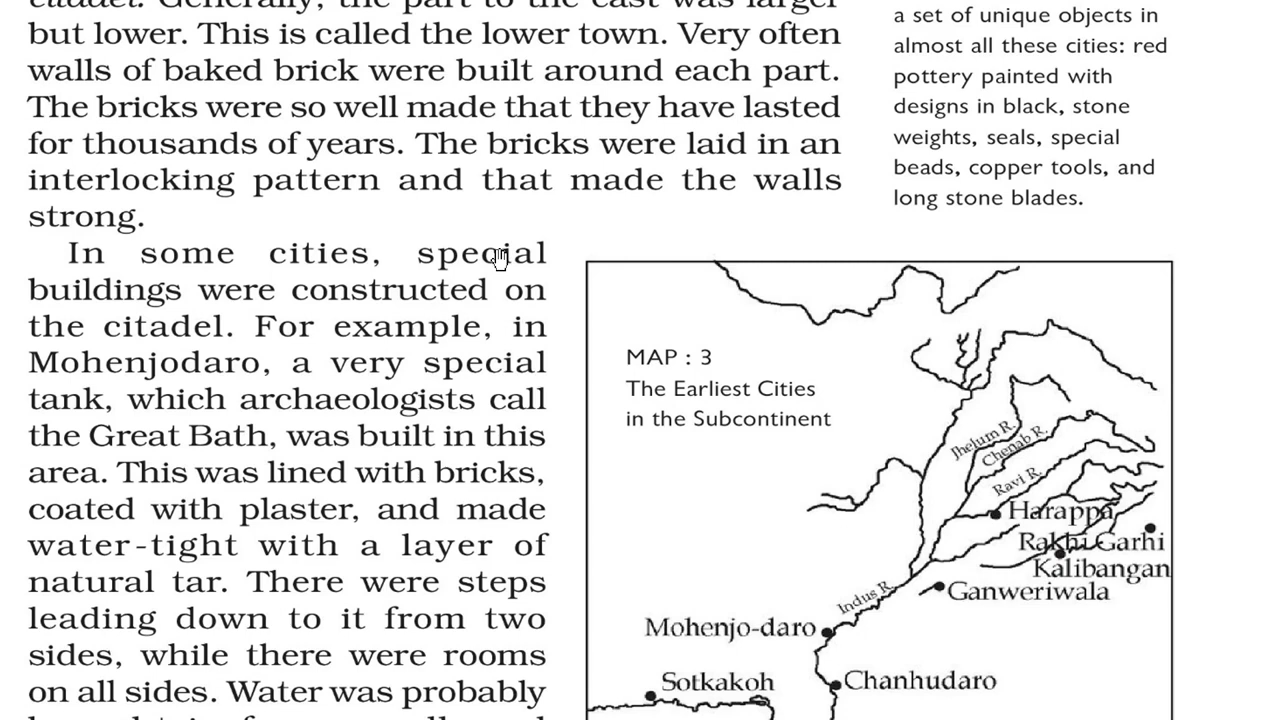 citadel. Generally, the part to the east was larger
but lower. This is called the lower town. Very often
walls of baked brick were built around each part.
The bricks were so well made that they have lasted
for thousands of years. The bricks were laid in an
interlocking pattern and that made the walls
strong.
In some cities, special
buildings were constructed on
the citadel. For example, in
Mohenjodaro, a very special
tank, which archaeologists call
the Great Bath, was built in this
area. This was lined with bricks,
coated with plaster, and made
water-tight with a layer of
natural tar. There were steps
leading down to it from two
sides, while there were rooms
on all sides. Water was probably
a set of unique objects in
almost all these cities: red
pottery painted with
designs in black, stone
weights, seals, special
beads, copper tools, and
long stone blades.
MAP : 3
The Earliest Cities
in the Subcontinent
Jhelum R.
Chenab R.
Ravi R.
Harappa
Rakhi Garhi
Kalibangan
Ganweriwala
Indus R.
Mohenjo-daro
Sotkakoh
Chanhudaro